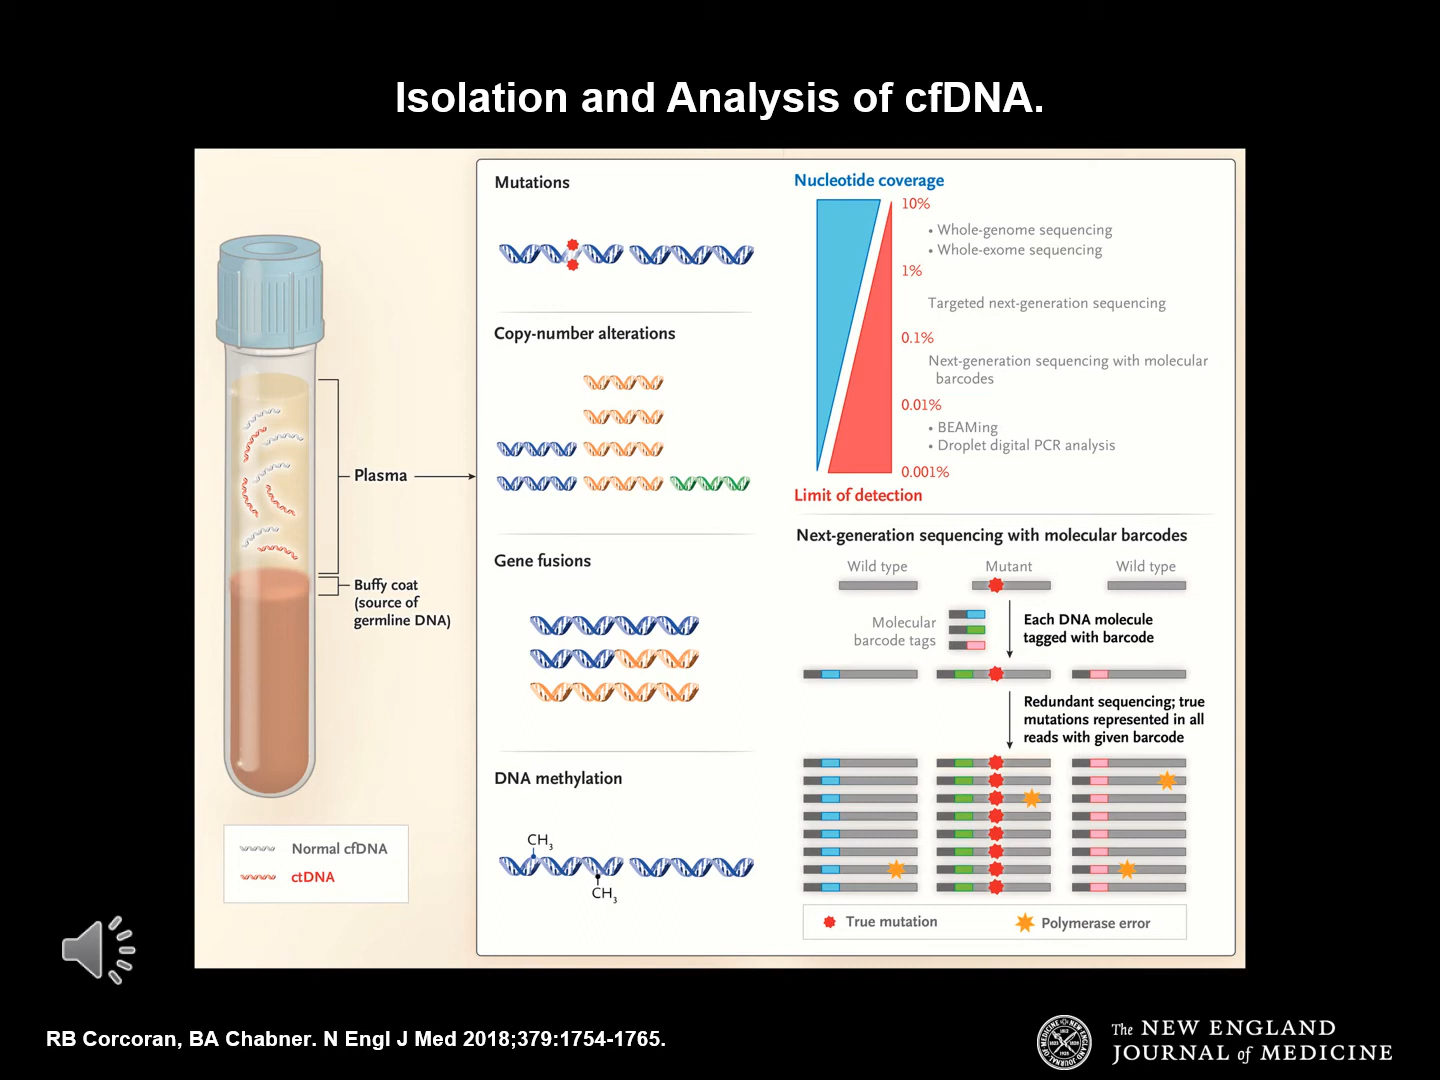 Isolation and Analysis of cfDNA.
Plasma
Buffy coat
(source of
germline DNA)
Normal cfDNA
ctDNA
Mutations
Copy-number alterations
Gene fusions
DNA methylation
CH3
CH3
Nucleotide coverage
10%
• Whole-genome sequencing
• Whole-exome sequencing
1%
Targeted next-generation sequencing
0.1%
Next-generation sequencing with molecular
barcodes
0.01%
• BEAMing
• Droplet digital PCR analysis
0.001%
Limit of detection
Next-generation sequencing with molecular barcodes
Wild type Mutant Wild type
Molecular
barcode tags
Each DNA molecule
tagged with barcode
Redundant sequencing; true
mutations represented in all
reads with given barcode
True mutation Polymerase error
RB Corcoran, BA Chabner. N Engl J Med 2018;379:1754-1765.
The NEW ENGLAND
JOURNAL of MEDICINE